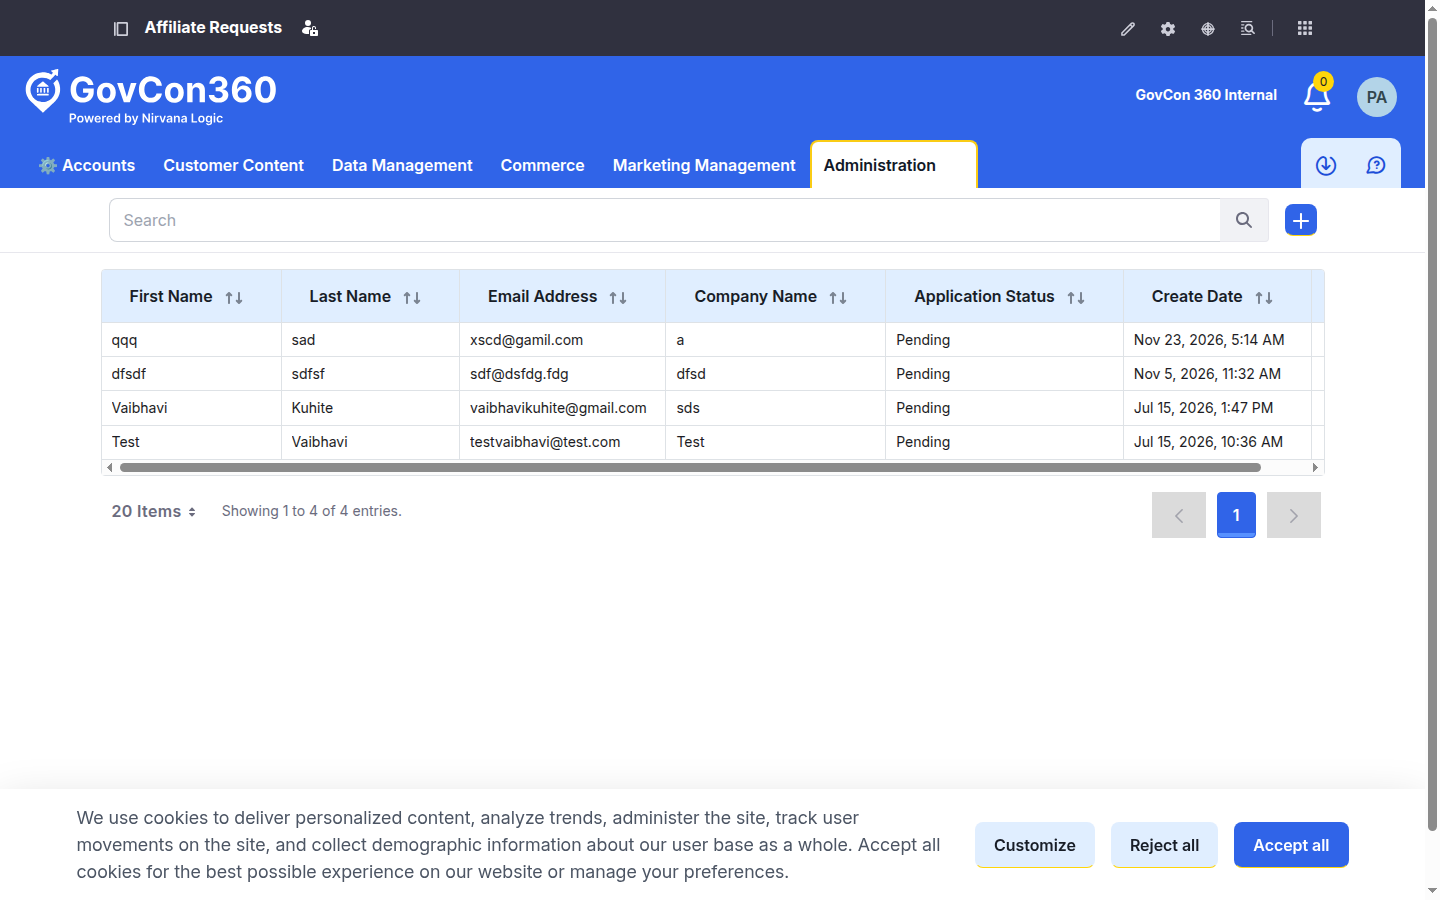 Affiliate Requests
GovCon360
Powered by Nirvana Logic
GovCon 360 Internal
0
PA
Accounts
Customer Content
Data Management
Commerce
Marketing Management
Administration
Search
First Name Last Name Email Address Company Name Application Status Create Date
qqq sad xscd@gamil.com a Pending Nov 23, 2026, 5:14 AM
dfsdf sdfsf sdf@dsfdg.fdg dfsd Pending Nov 5, 2026, 11:32 AM
Vaibhavi Kuhite vaibhavikuhite@gmail.com sds Pending Jul 15, 2026, 1:47 PM
Test Vaibhavi testvaibhavi@test.com Test Pending Jul 15, 2026, 10:36 AM
20 Items Showing 1 to 4 of 4 entries.
1
We use cookies to deliver personalized content, analyze trends, administer the site, track user
movements on the site, and collect demographic information about our user base as a whole. Accept all
cookies for the best possible experience on our website or manage your preferences.
Customize
Reject all
Accept all